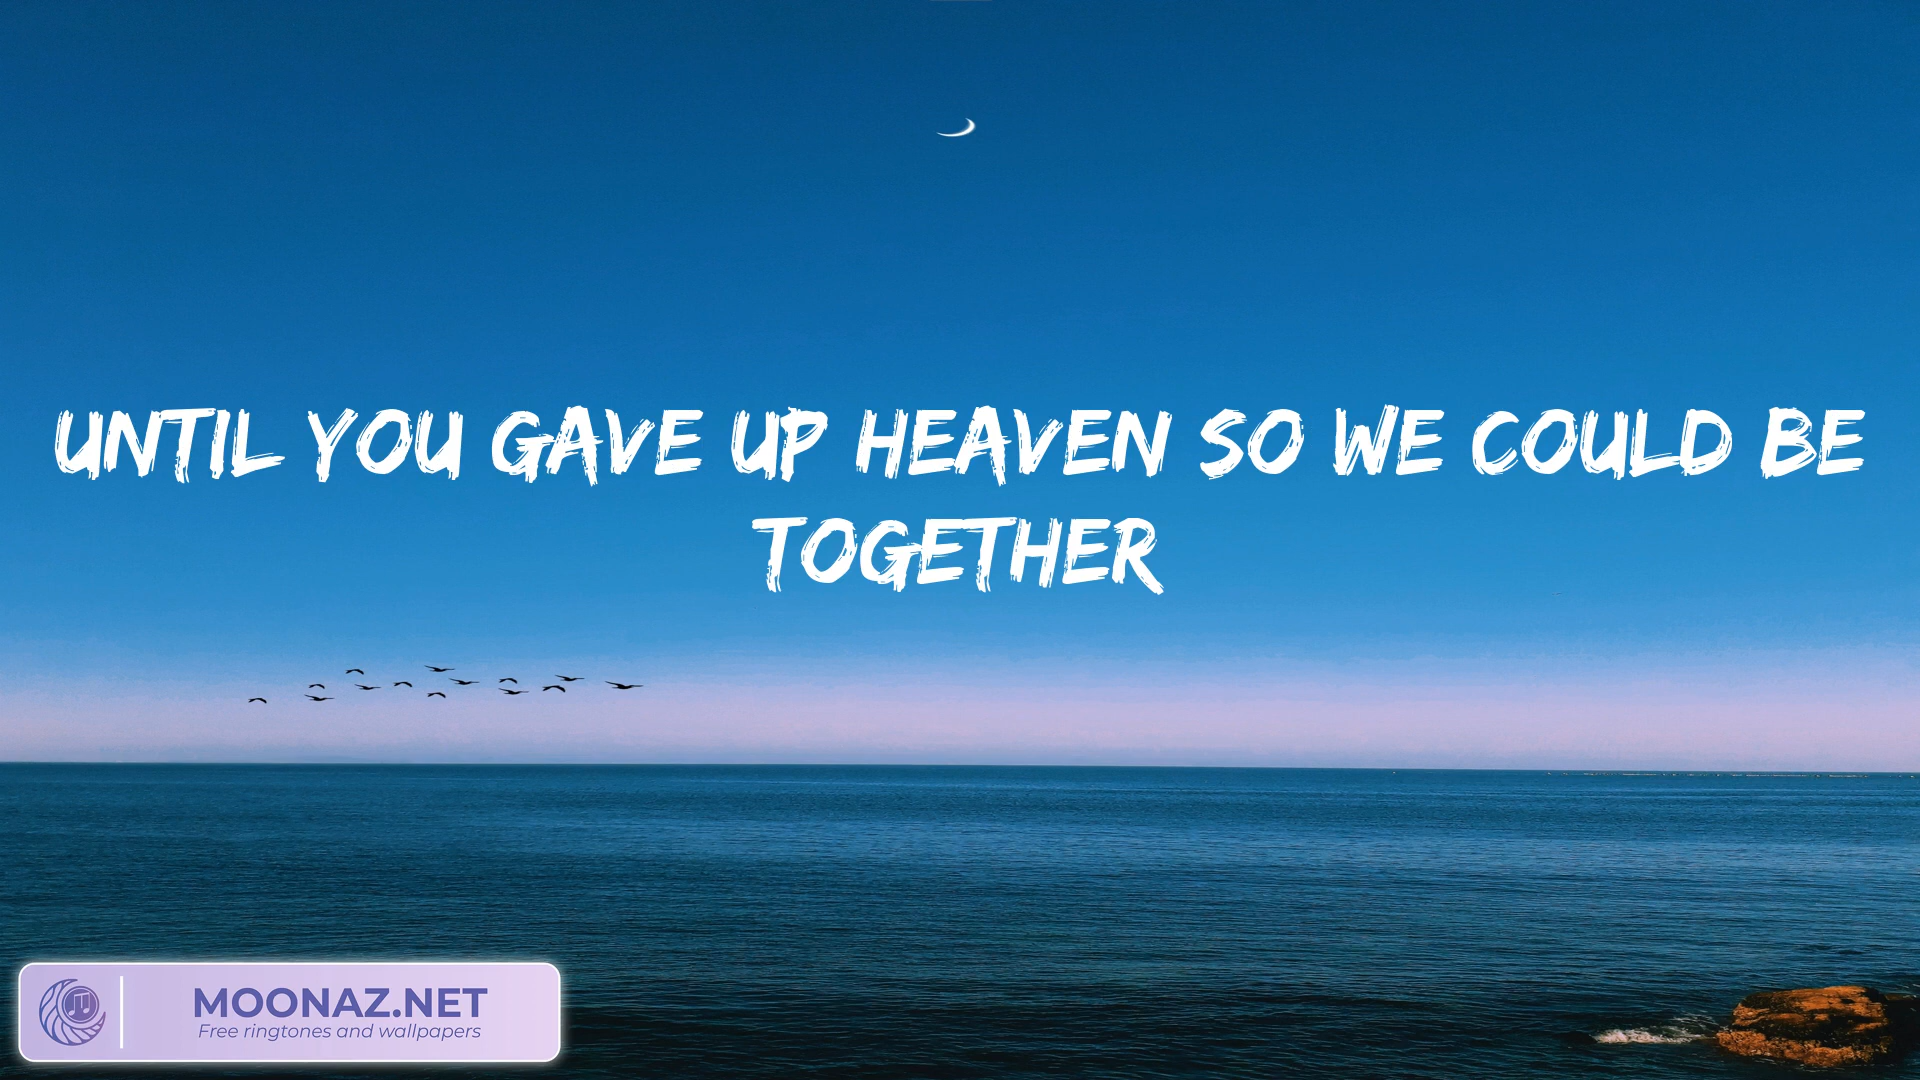 UNTIL YOU GAVE UP HEAVEN SO WE COULD BE
TOGETHER
MOONAZ.NET
Free ringtones and wallpapers